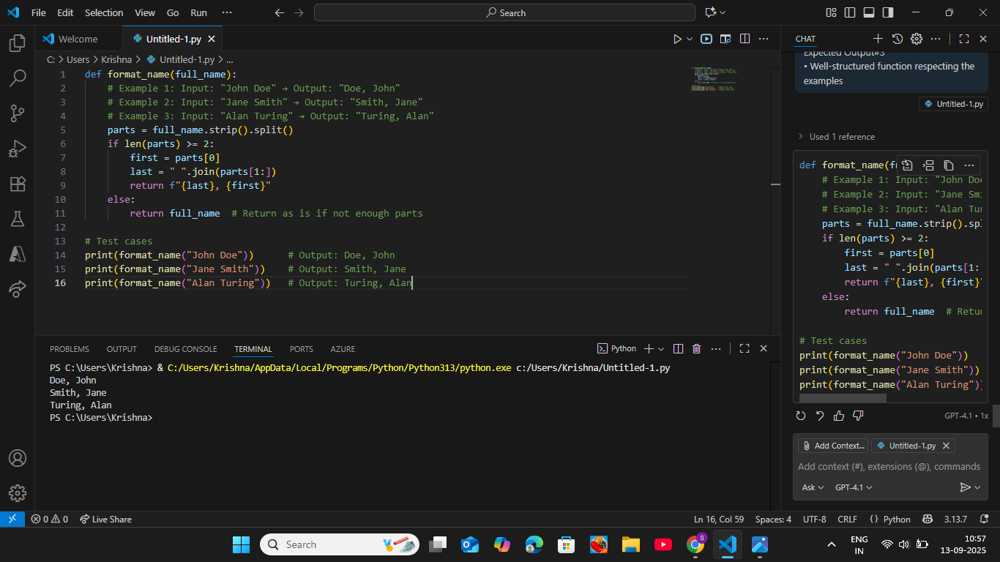 File Edit Selection View Go Run ··· Search
Welcome Untitled-1.py
C: > Users > Krishna > Untitled-1.py > ...
1 def format_name(full_name):
2 # Example 1: Input: "John Doe" → Output: "Doe, John"
3 # Example 2: Input: "Jane Smith" → Output: "Smith, Jane"
4 # Example 3: Input: "Alan Turing" → Output: "Turing, Alan"
5 parts = full_name.strip().split()
6 if len(parts) >= 2:
7 first = parts[0]
8 last = " ".join(parts[1:])
9 return f"{last}, {first}"
10 else:
11 return full_name # Return as is if not enough parts
12
13 # Test cases
14 print(format_name("John Doe")) # Output: Doe, John
15 print(format_name("Jane Smith")) # Output: Smith, Jane
16 print(format_name("Alan Turing")) # Output: Turing, Alan
PROBLEMS OUTPUT DEBUG CONSOLE TERMINAL PORTS AZURE Python
PS C:\Users\Krishna> & C:/Users/Krishna/AppData/Local/Programs/Python/Python313/python.exe c:/Users/Krishna/Untitled-1.py
Doe, John
Smith, Jane
Turing, Alan
PS C:\Users\Krishna>
CHAT
Expected Output#3
• Well-structured function respecting the
examples
Untitled-1.py
Used 1 reference
def format_name(fu
# Example 1: Input: "John Doe
# Example 2: Input: "Jane Smi
# Example 3: Input: "Alan Tur
parts = full_name.strip().spl
if len(parts) >= 2:
first = parts[0]
last = " ".join(parts[1:
return f"{last}, {first}"
else:
return full_name # Retur
# Test cases
print(format_name("John Doe"))
print(format_name("Jane Smith"))
print(format_name("Alan Turing"))
GPT-4.1 • 1x
Add Context... Untitled-1.py
Add context (#), extensions (@), commands
Ask GPT-4.1
0 0 Live Share Ln 16, Col 59 Spaces: 4 UTF-8 CRLF {} Python 3.13.7
Search
S
ENG
IN
10:57
13-09-2025